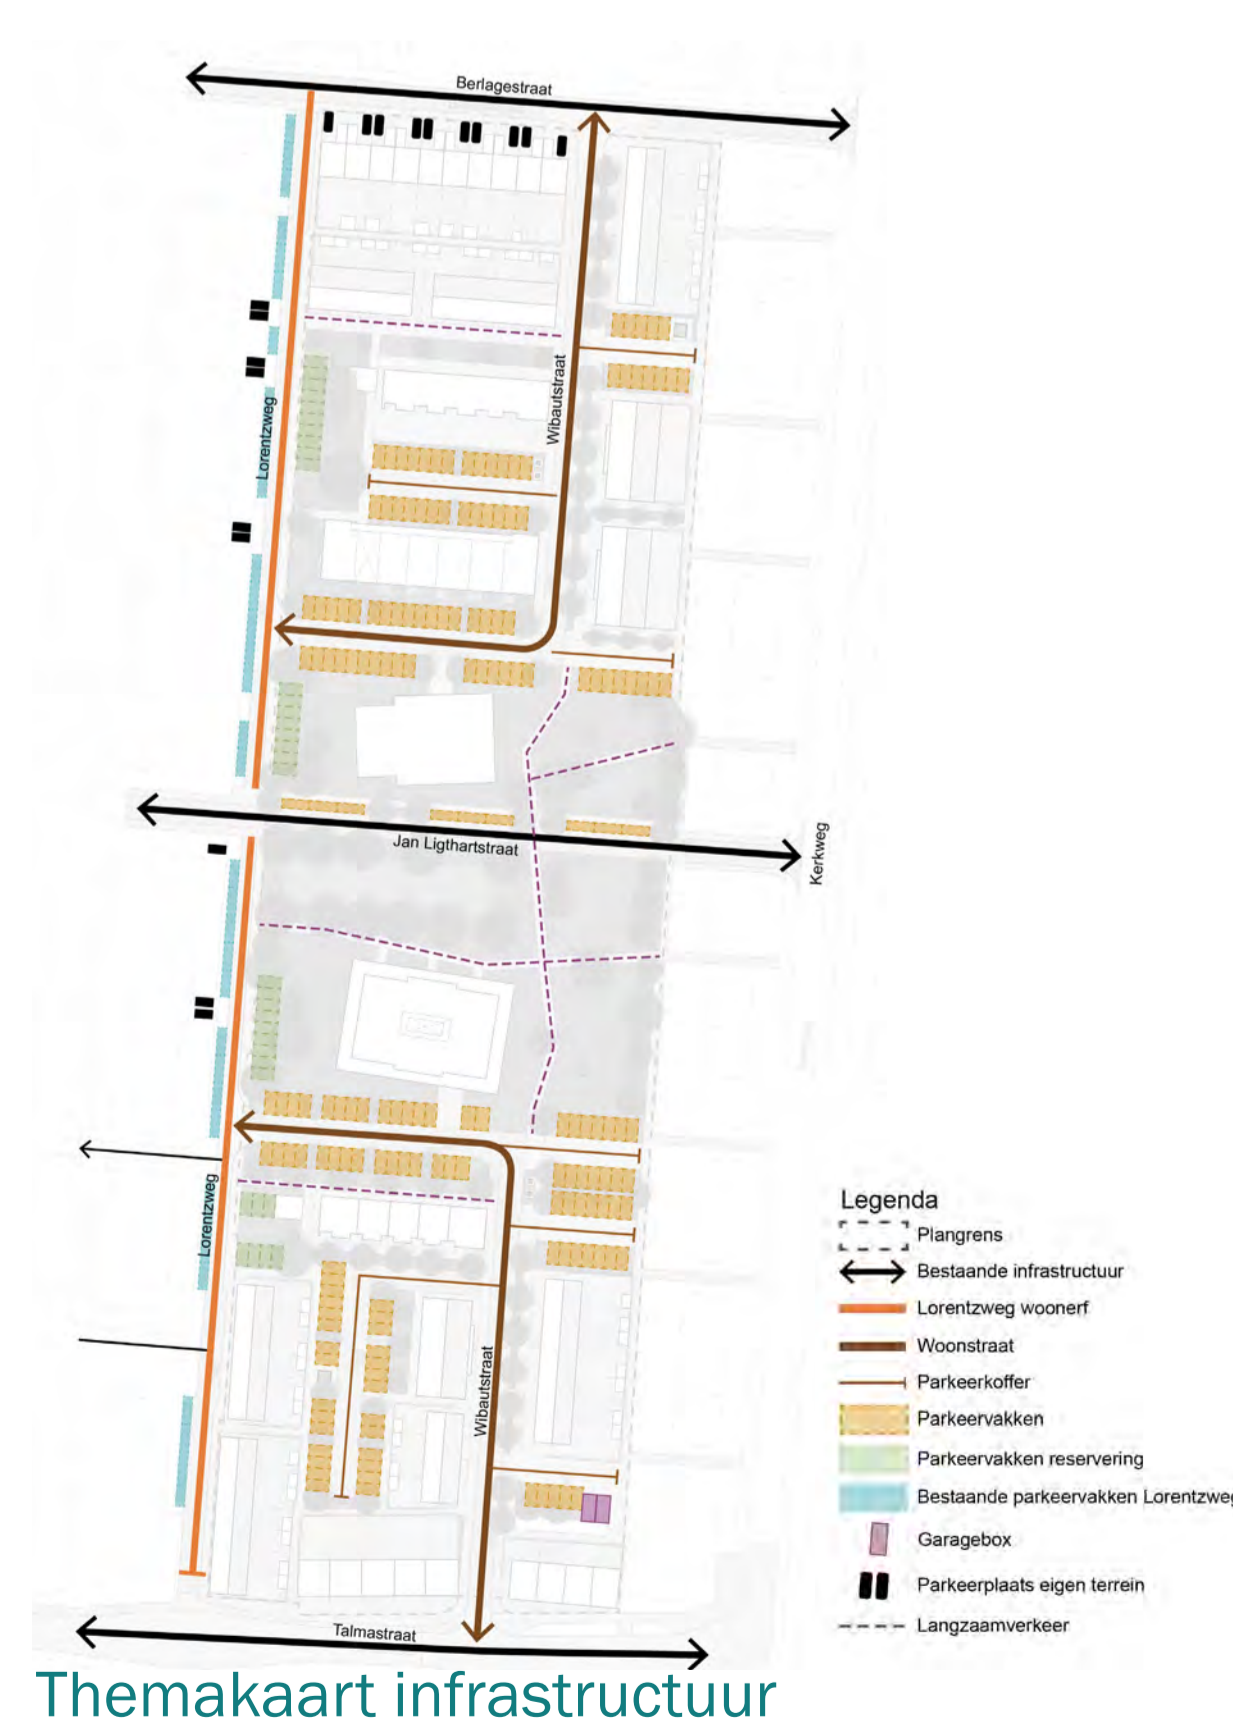 Berlagestraat
Wibautstraat
Lorentzweg
Jan Ligthartstraat
Kerkweg
Lorentzweg
Wibautstraat
Talmastraat
Legenda
Plangrens
Bestaande infrastructuur
Lorentzweg woonerf
Woonstraat
Parkeerkoffer
Parkeervakken
Parkeervakken reservering
Bestaande parkeervakken Lorentzweg
Garagebox
Parkeerplaats eigen terrein
Langzaamverkeer
Themakaart infrastructuur